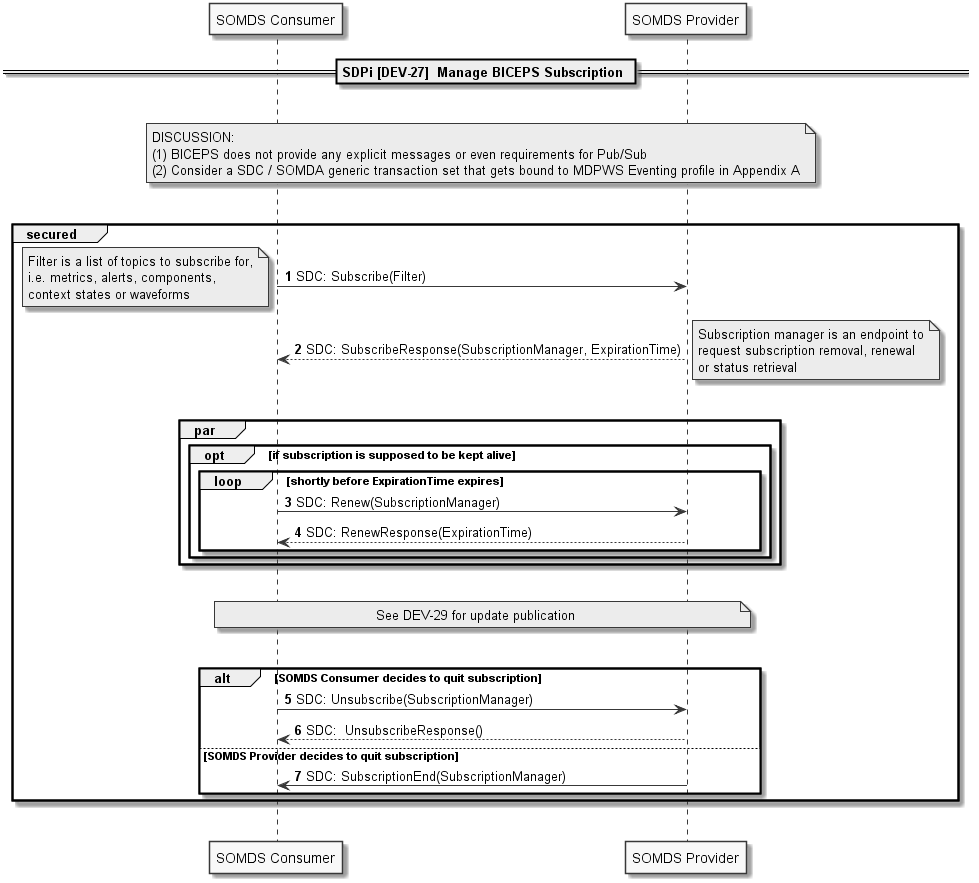 SOMDS Consumer
SOMDS Provider
SDPi [DEV-27]  Manage BICEPS Subscription
DISCUSSION:
(1) BICEPS does not provide any explicit messages or even requirements for Pub/Sub
(2) Consider a SDC / SOMDA generic transaction set that gets bound to MDPWS Eventing profile in Appendix A
secured
Filter is a list of topics to subscribe for,
i.e. metrics, alerts, components,
context states or waveforms
1 SDC: Subscribe(Filter)
2 SDC: SubscribeResponse(SubscriptionManager, ExpirationTime)
Subscription manager is an endpoint to
request subscription removal, renewal
or status retrieval
par
opt [if subscription is supposed to be kept alive]
loop [shortly before ExpirationTime expires]
3 SDC: Renew(SubscriptionManager)
4 SDC: RenewResponse(ExpirationTime)
See DEV-29 for update publication
alt [SOMDS Consumer decides to quit subscription]
5 SDC: Unsubscribe(SubscriptionManager)
6 SDC:  UnsubscribeResponse()
[SOMDS Provider decides to quit subscription]
7 SDC: SubscriptionEnd(SubscriptionManager)
SOMDS Consumer
SOMDS Provider